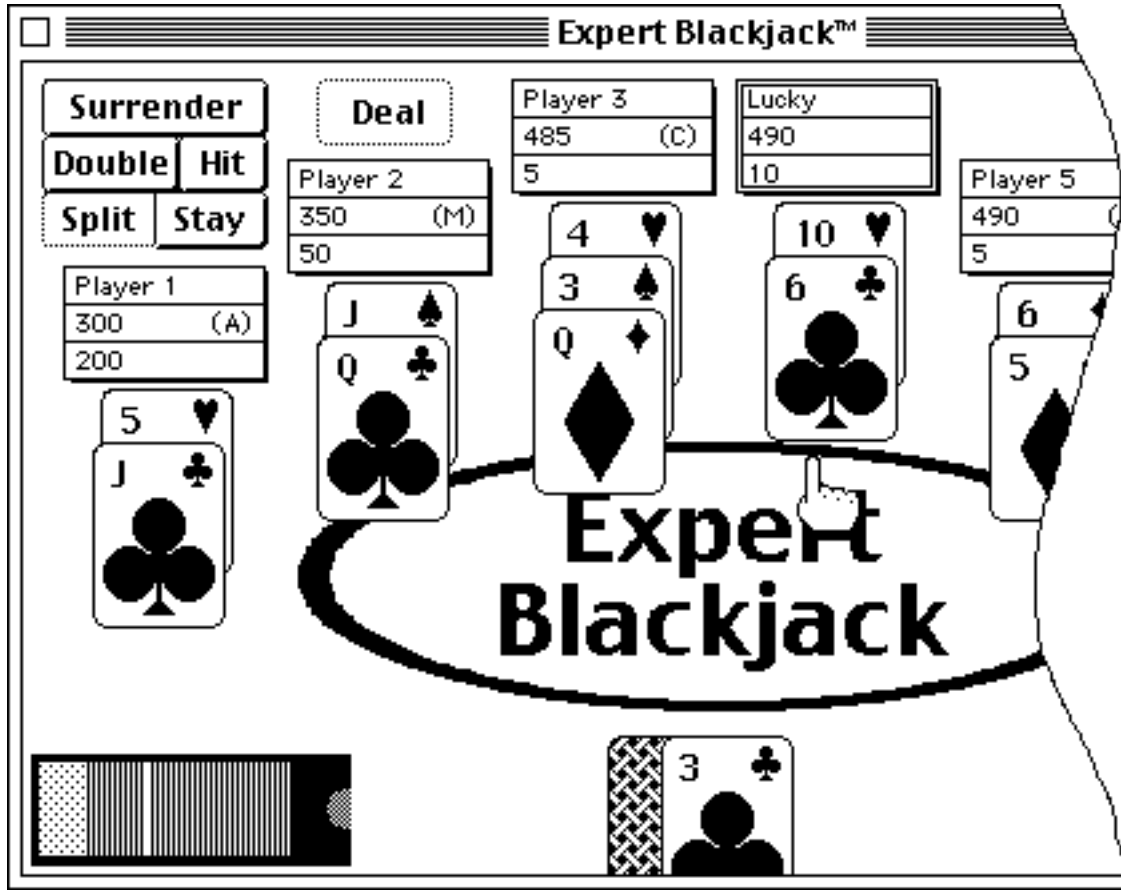 Expert Blackjack™
Surrender
Double Hit
Split Stay
Deal
Player 1
300 (A)
200
5
J
Player 2
350 (M)
50
J
Q
Player 3
485 (C)
5
4
3
Q
Lucky
490
10
10
6
Player 5
490
5
6
5
Expert
Blackjack
3